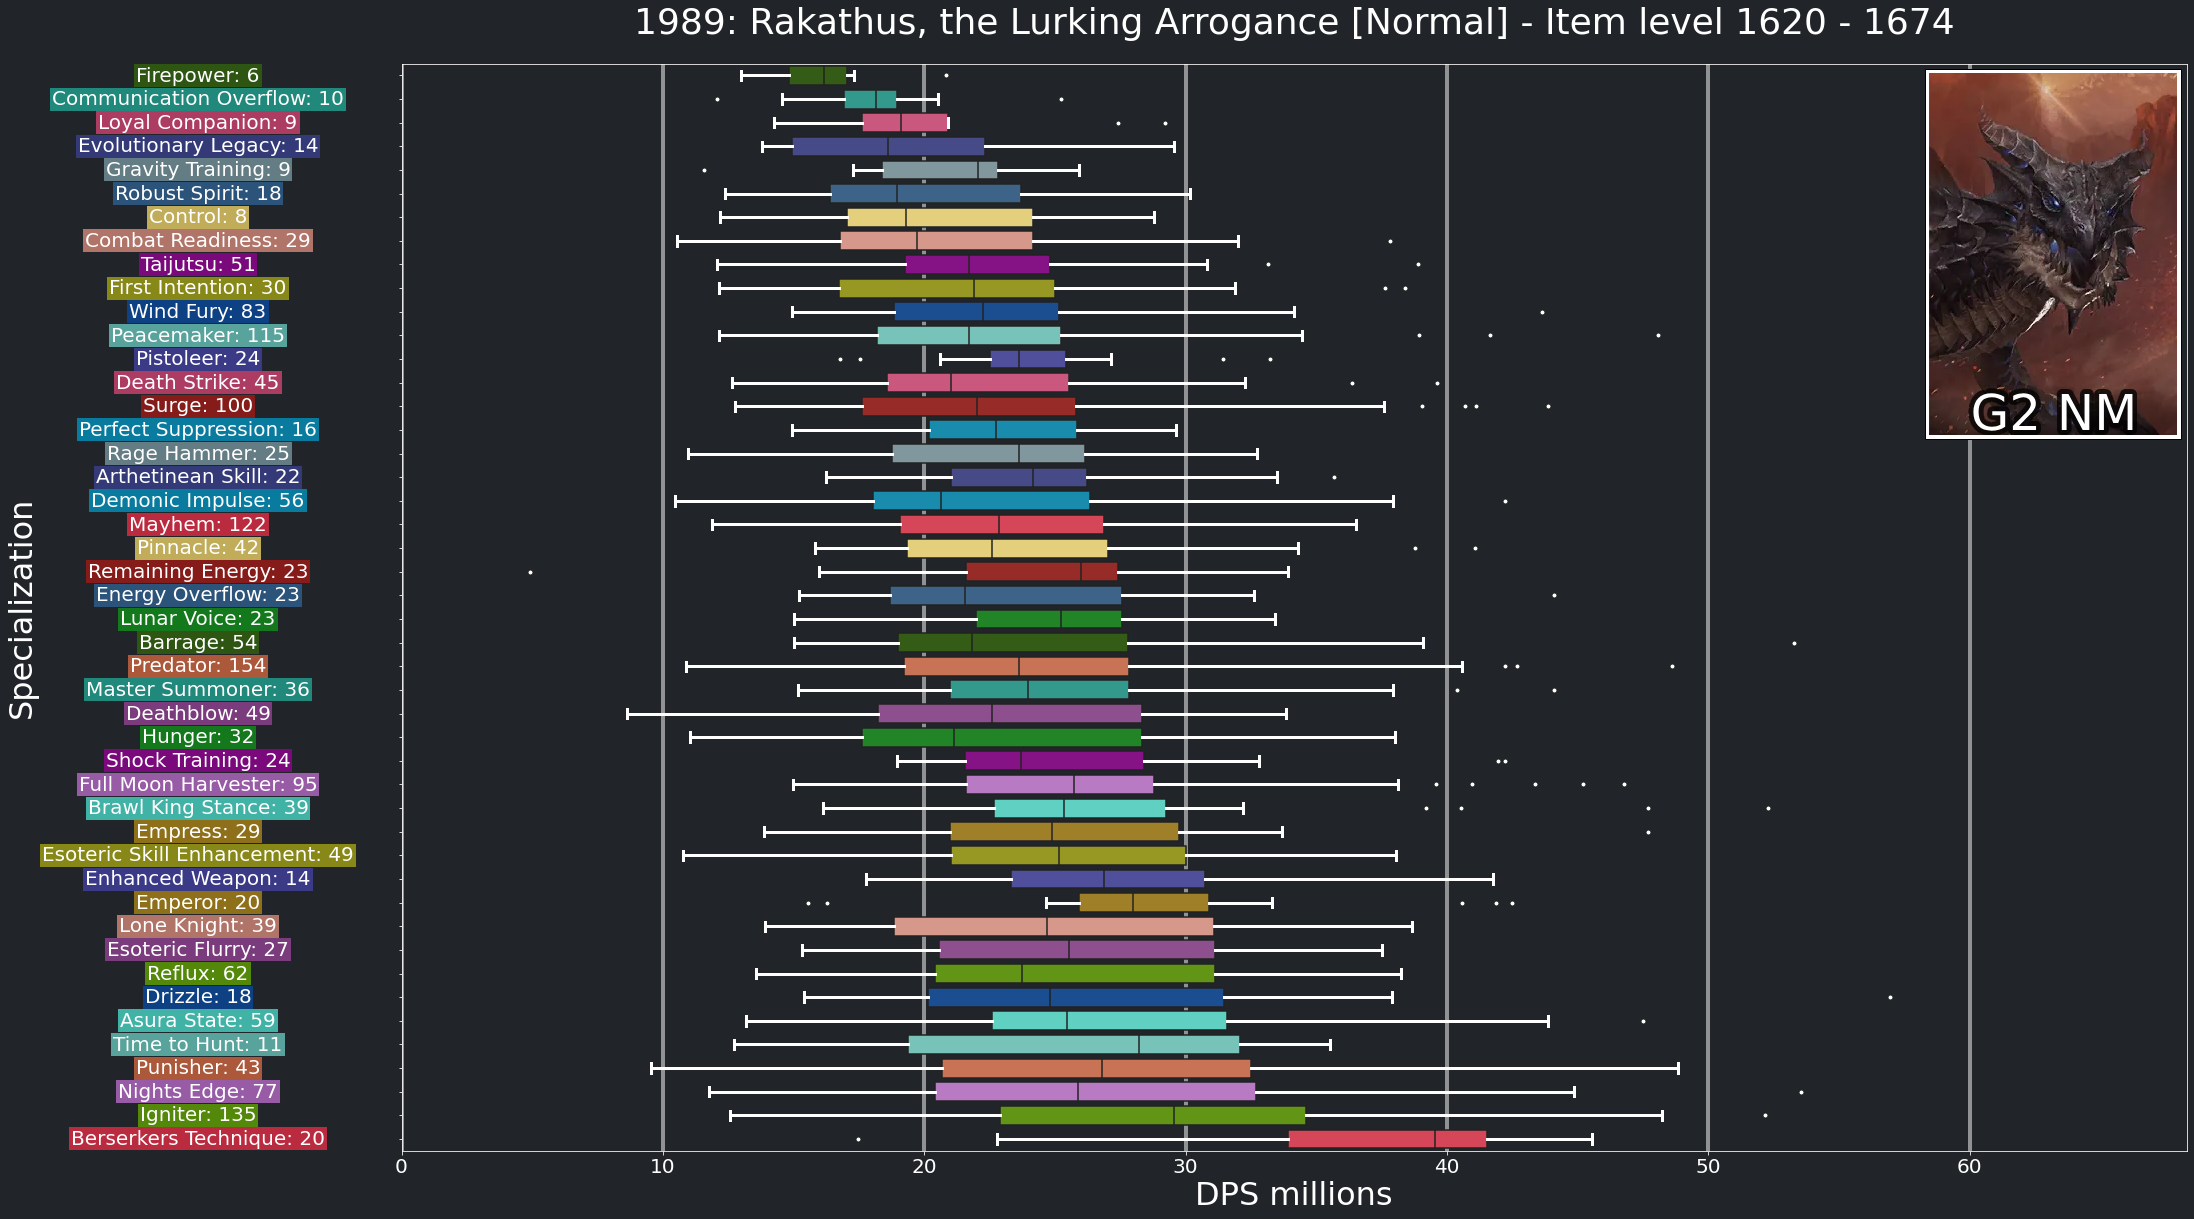 1989: Rakathus, the Lurking Arrogance [Normal] - Item level 1620 - 1674
Firepower: 6
Communication Overflow: 10
Loyal Companion: 9
Evolutionary Legacy: 14
Gravity Training: 9
Robust Spirit: 18
Control: 8
Combat Readiness: 29
Taijutsu: 51
First Intention: 30
Wind Fury: 83
Peacemaker: 115
Pistoleer: 24
Death Strike: 45
Surge: 100
Perfect Suppression: 16
Rage Hammer: 25
Arthetinean Skill: 22
Demonic Impulse: 56
Mayhem: 122
Pinnacle: 42
Remaining Energy: 23
Energy Overflow: 23
Lunar Voice: 23
Barrage: 54
Predator: 154
Master Summoner: 36
Deathblow: 49
Hunger: 32
Shock Training: 24
Full Moon Harvester: 95
Brawl King Stance: 39
Empress: 29
Esoteric Skill Enhancement: 49
Enhanced Weapon: 14
Emperor: 20
Lone Knight: 39
Esoteric Flurry: 27
Reflux: 62
Drizzle: 18
Asura State: 59
Time to Hunt: 11
Punisher: 43
Nights Edge: 77
Igniter: 135
Berserkers Technique: 20
Specialization
G2 NM
0 10 20 30 40 50 60
DPS millions